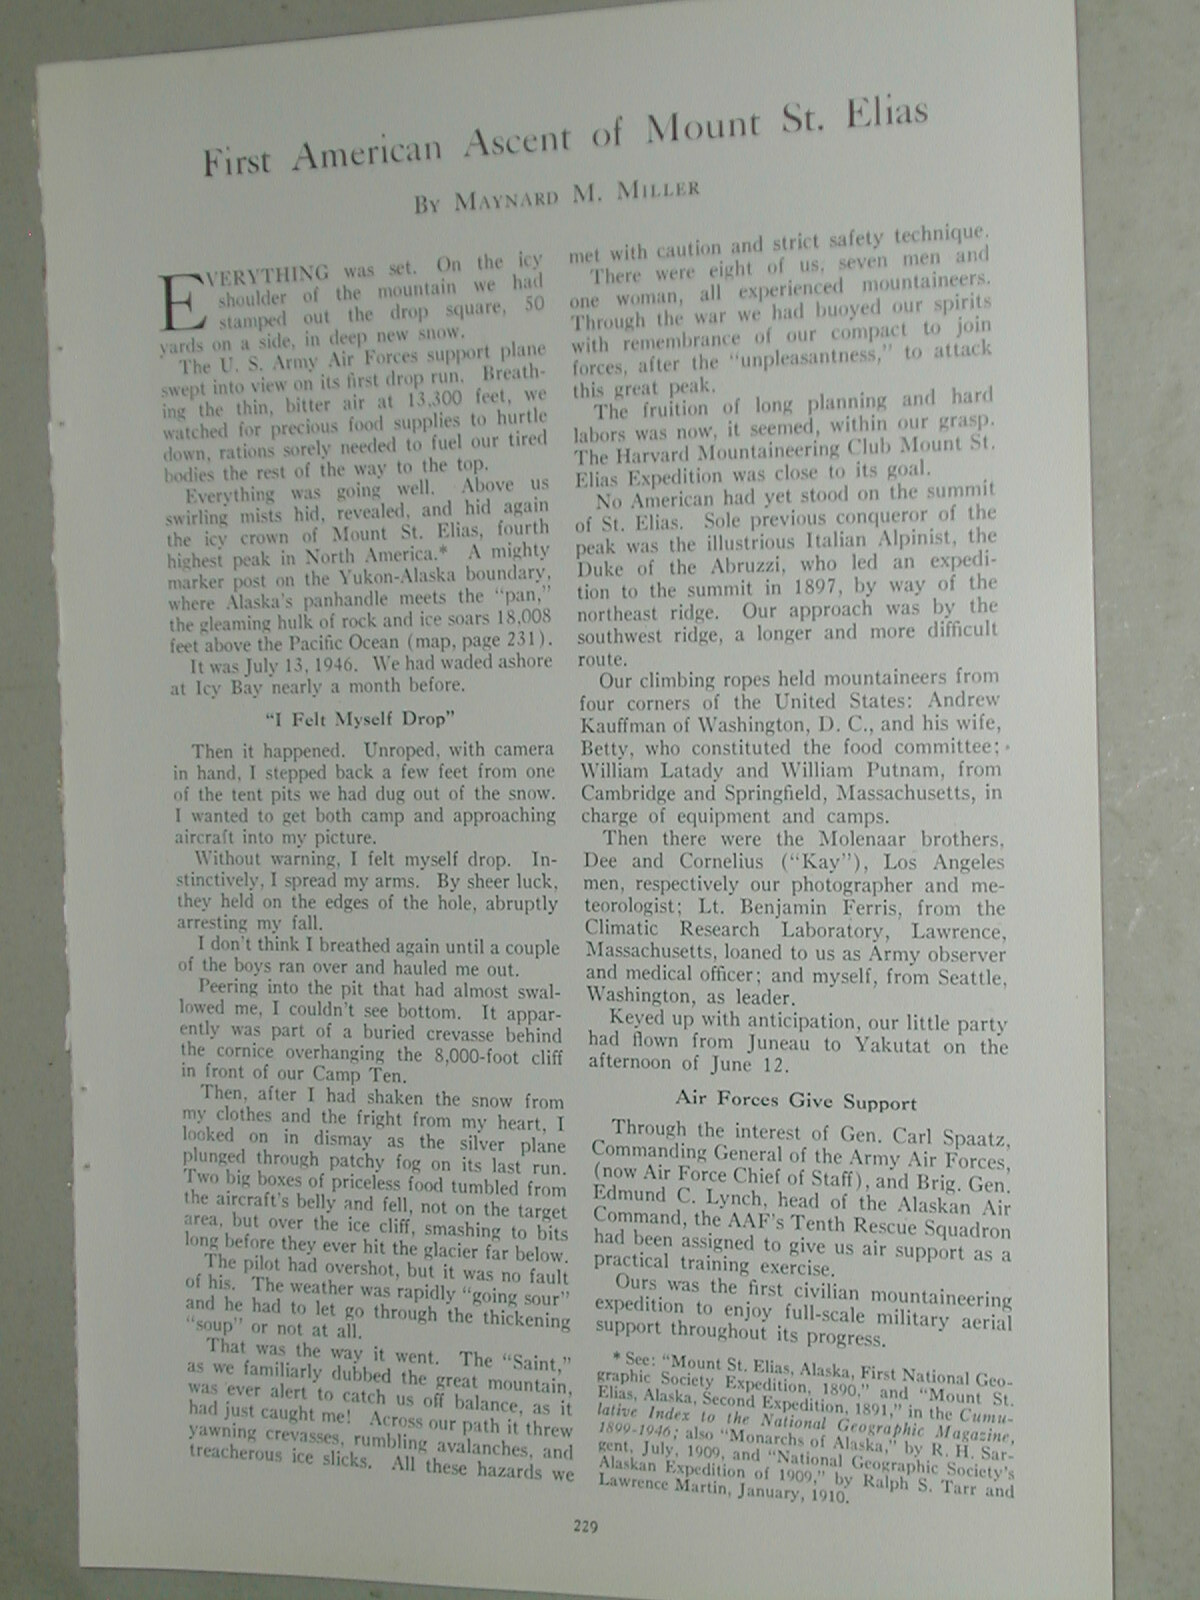 First American Ascent of Mount St. Elias
By Maynard M. Miller
EVERYTHING was set. On the icy
shoulder of the mountain we had
stamped out the drop square, 50
yards on a side, in deep new snow.
The U. S. Army Air Forces support plane
swept into view on its first drop run. Breath-
ing the thin, bitter air at 13,300 feet, we
watched for precious food supplies to hurtle
down, rations sorely needed to fuel our tired
bodies the rest of the way to the top.
Everything was going well. Above us
swirling mists hid, revealed, and hid again
the icy crown of Mount St. Elias, fourth
highest peak in North America.* A mighty
marker post on the Yukon-Alaska boundary,
where Alaska's panhandle meets the "pan,"
the gleaming hulk of rock and ice soars 18,008
feet above the Pacific Ocean (map, page 231).
It was July 13, 1946. We had waded ashore
at Icy Bay nearly a month before.
"I Felt Myself Drop"
Then it happened. Unroped, with camera
in hand, I stepped back a few feet from one
of the tent pits we had dug out of the snow.
I wanted to get both camp and approaching
aircraft into my picture.
Without warning, I felt myself drop. In-
stinctively, I spread my arms. By sheer luck,
they held on the edges of the hole, abruptly
arresting my fall.
I don't think I breathed again until a couple
of the boys ran over and hauled me out.
Peering into the pit that had almost swal-
lowed me, I couldn't see bottom. It appar-
ently was part of a buried crevasse behind
the cornice overhanging the 8,000-foot cliff
in front of our Camp Ten.
Then, after I had shaken the snow from
my clothes and the fright from my heart, I
looked on in dismay as the silver plane
plunged through patchy fog on its last run.
Two big boxes of priceless food tumbled from
the aircraft's belly and fell, not on the target
area, but over the ice cliff, smashing to bits
long before they ever hit the glacier far below.
The pilot had overshot, but it was no fault
of his. The weather was rapidly "going sour"
and he had to let go through the thickening
"soup" or not at all.
That was the way it went. The "Saint,"
as we familiarly dubbed the great mountain,
was ever alert to catch us off balance, as it
had just caught me! Across our path it threw
yawning crevasses, rumbling avalanches, and
treacherous ice slicks. All these hazards we
met with caution and strict safety technique.
There were eight of us, seven men and
one woman, all experienced mountaineers.
Through the war we had buoyed our spirits
with remembrance of our compact to join
forces, after the "unpleasantness," to attack
this great peak.
The fruition of long planning and hard
labors was now, it seemed, within our grasp.
The Harvard Mountaineering Club Mount St.
Elias Expedition was close to its goal.
No American had yet stood on the summit
of St. Elias. Sole previous conqueror of the
peak was the illustrious Italian Alpinist, the
Duke of the Abruzzi, who led an expedi-
tion to the summit in 1897, by way of the
northeast ridge. Our approach was by the
southwest ridge, a longer and more difficult
route.
Our climbing ropes held mountaineers from
four corners of the United States: Andrew
Kauffman of Washington, D. C., and his wife,
Betty, who constituted the food committee;
William Latady and William Putnam, from
Cambridge and Springfield, Massachusetts, in
charge of equipment and camps.
Then there were the Molenaar brothers,
Dee and Cornelius ("Kay"), Los Angeles
men, respectively our photographer and me-
teorologist; Lt. Benjamin Ferris, from the
Climatic Research Laboratory, Lawrence,
Massachusetts, loaned to us as Army observer
and medical officer; and myself, from Seattle,
Washington, as leader.
Keyed up with anticipation, our little party
had flown from Juneau to Yakutat on the
afternoon of June 12.
Air Forces Give Support
Through the interest of Gen. Carl Spaatz,
Commanding General of the Army Air Forces,
(now Air Force Chief of Staff), and Brig. Gen.
Edmund C. Lynch, head of the Alaskan Air
Command, the AAF's Tenth Rescue Squadron
had been assigned to give us air support as a
practical training exercise.
Ours was the first civilian mountaineering
expedition to enjoy full-scale military aerial
support throughout its progress.
* See: "Mount St. Elias, Alaska, First National Geo-
graphic Society Expedition, 1890," and "Mount St.
Elias, Alaska, Second Expedition, 1891," in the Cumu-
lative Index to the National Geographic Magazine,
1899-1946; also "Monarchs of Alaska," by R. H. Sar-
gent, July, 1909, and "National Geographic Society's
Alaskan Expedition of 1909," by Ralph S. Tarr and
Lawrence Martin, January, 1910.
229